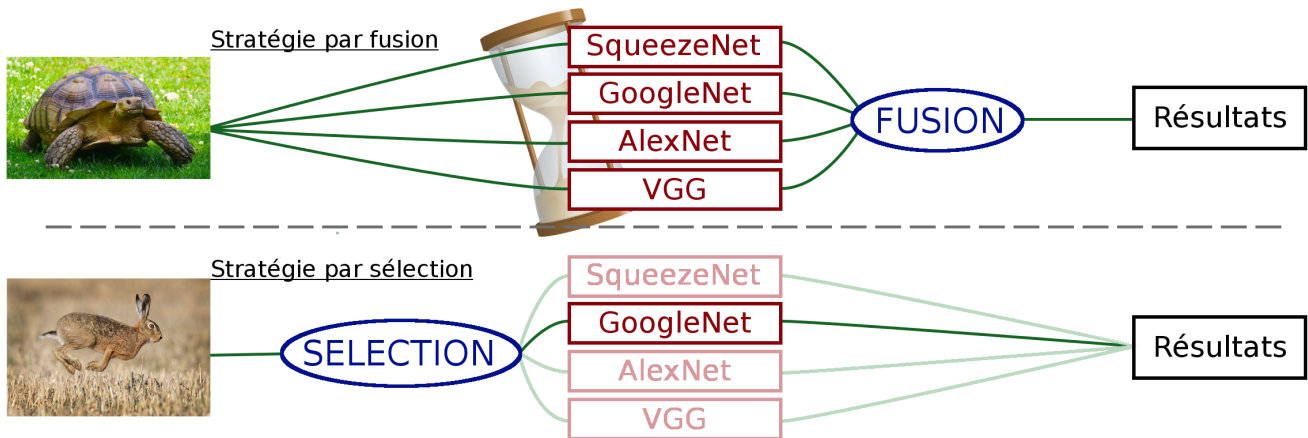 Stratégie par fusion
SqueezeNet
GoogleNet
AlexNet
VGG
FUSION
Résultats
Stratégie par sélection
SELECTION
SqueezeNet
GoogleNet
AlexNet
VGG
Résultats